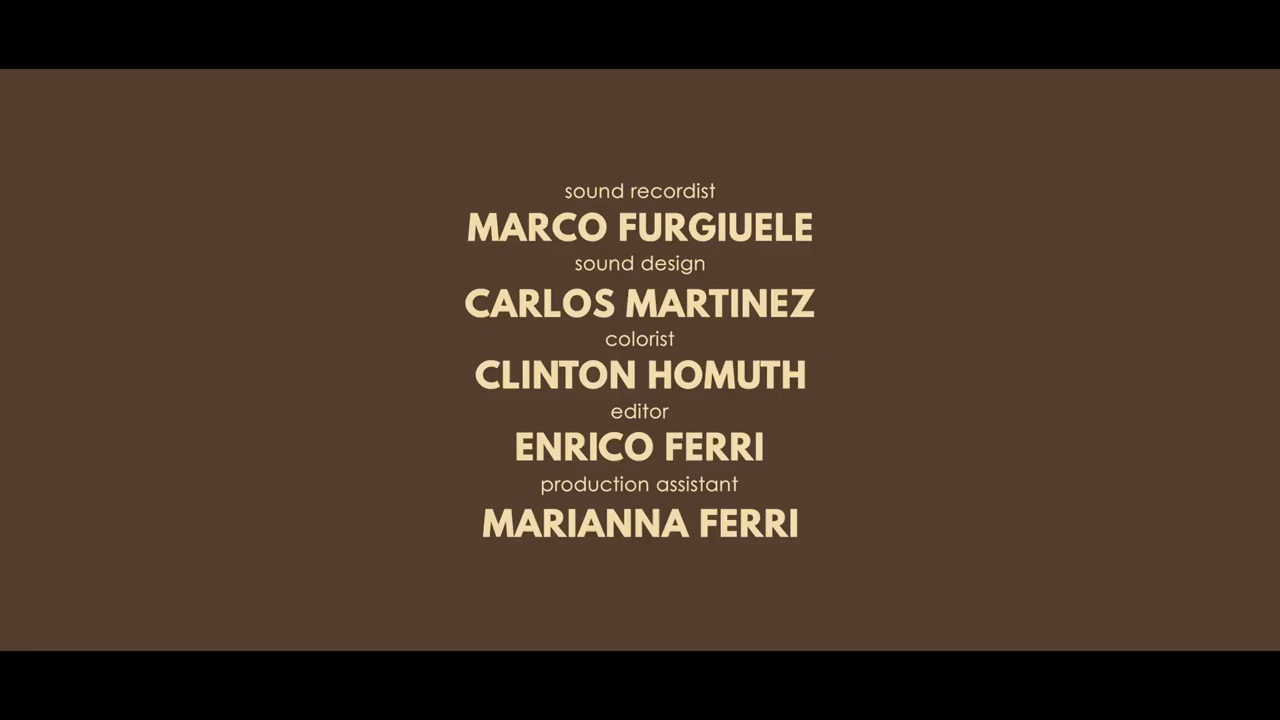 sound recordist
MARCO FURGIUELE
sound design
CARLOS MARTINEZ
colorist
CLINTON HOMUTH
editor
ENRICO FERRI
production assistant
MARIANNA FERRI